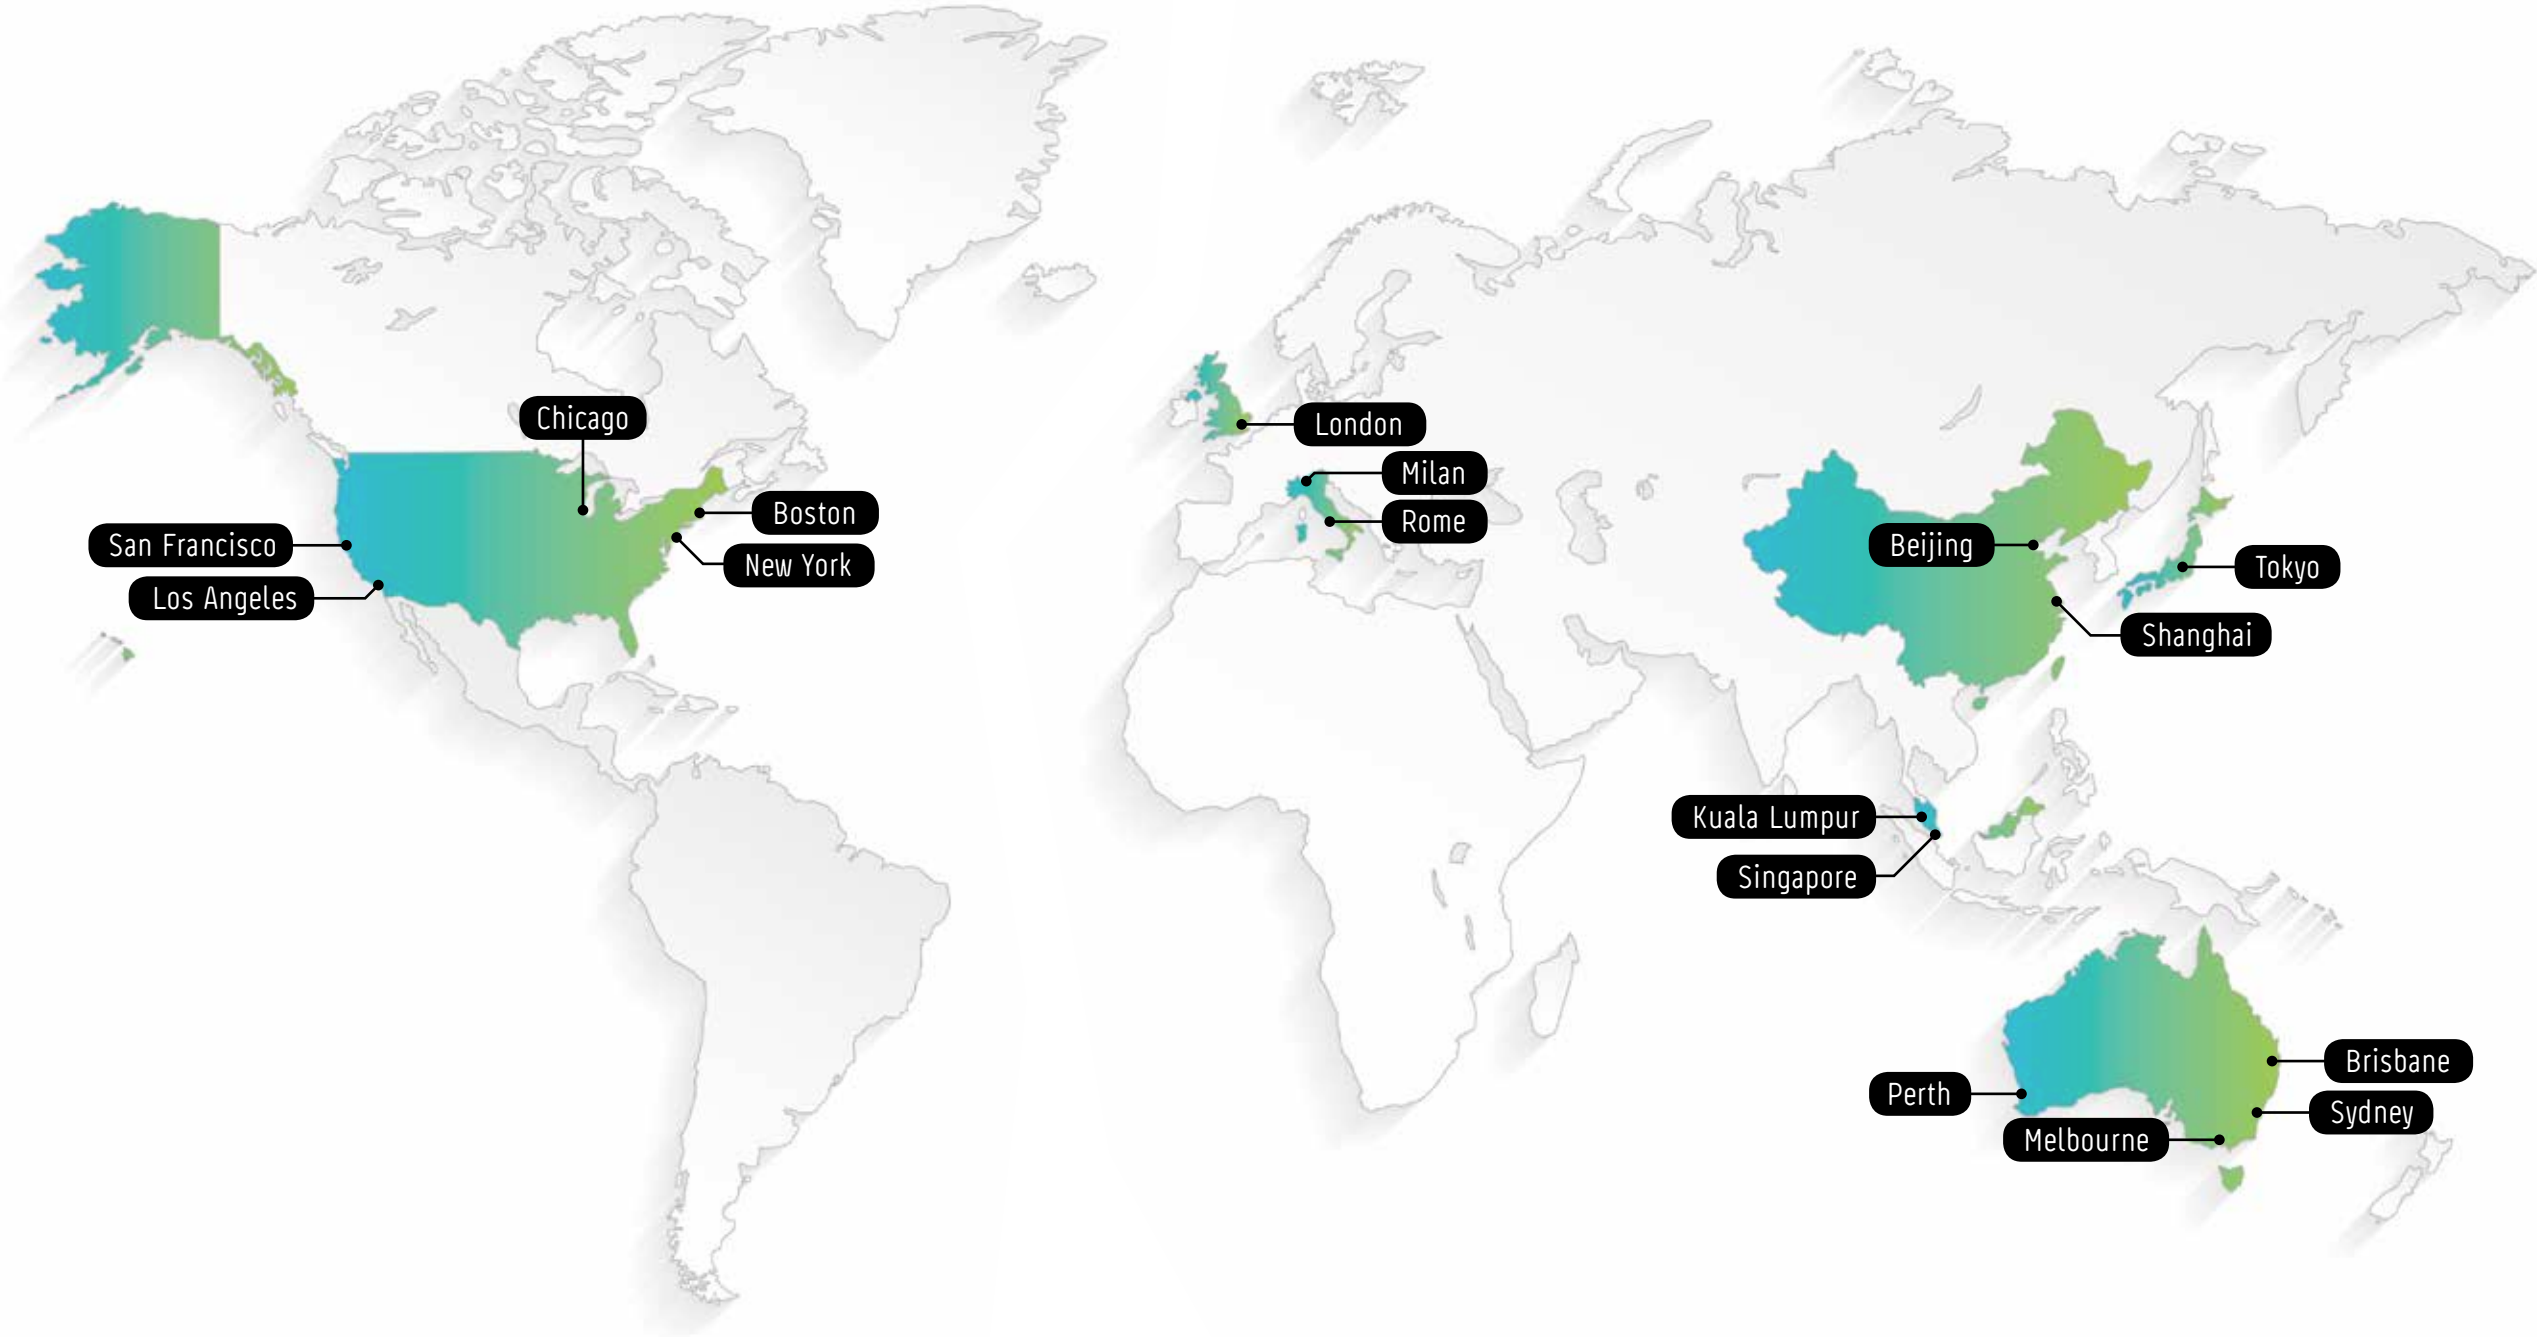 Chicago
London
Milan
Boston
Rome
San Francisco
Beijing
New York
Tokyo
Los Angeles
Shanghai
Kuala Lumpur
Singapore
Brisbane
Perth
Sydney
Melbourne